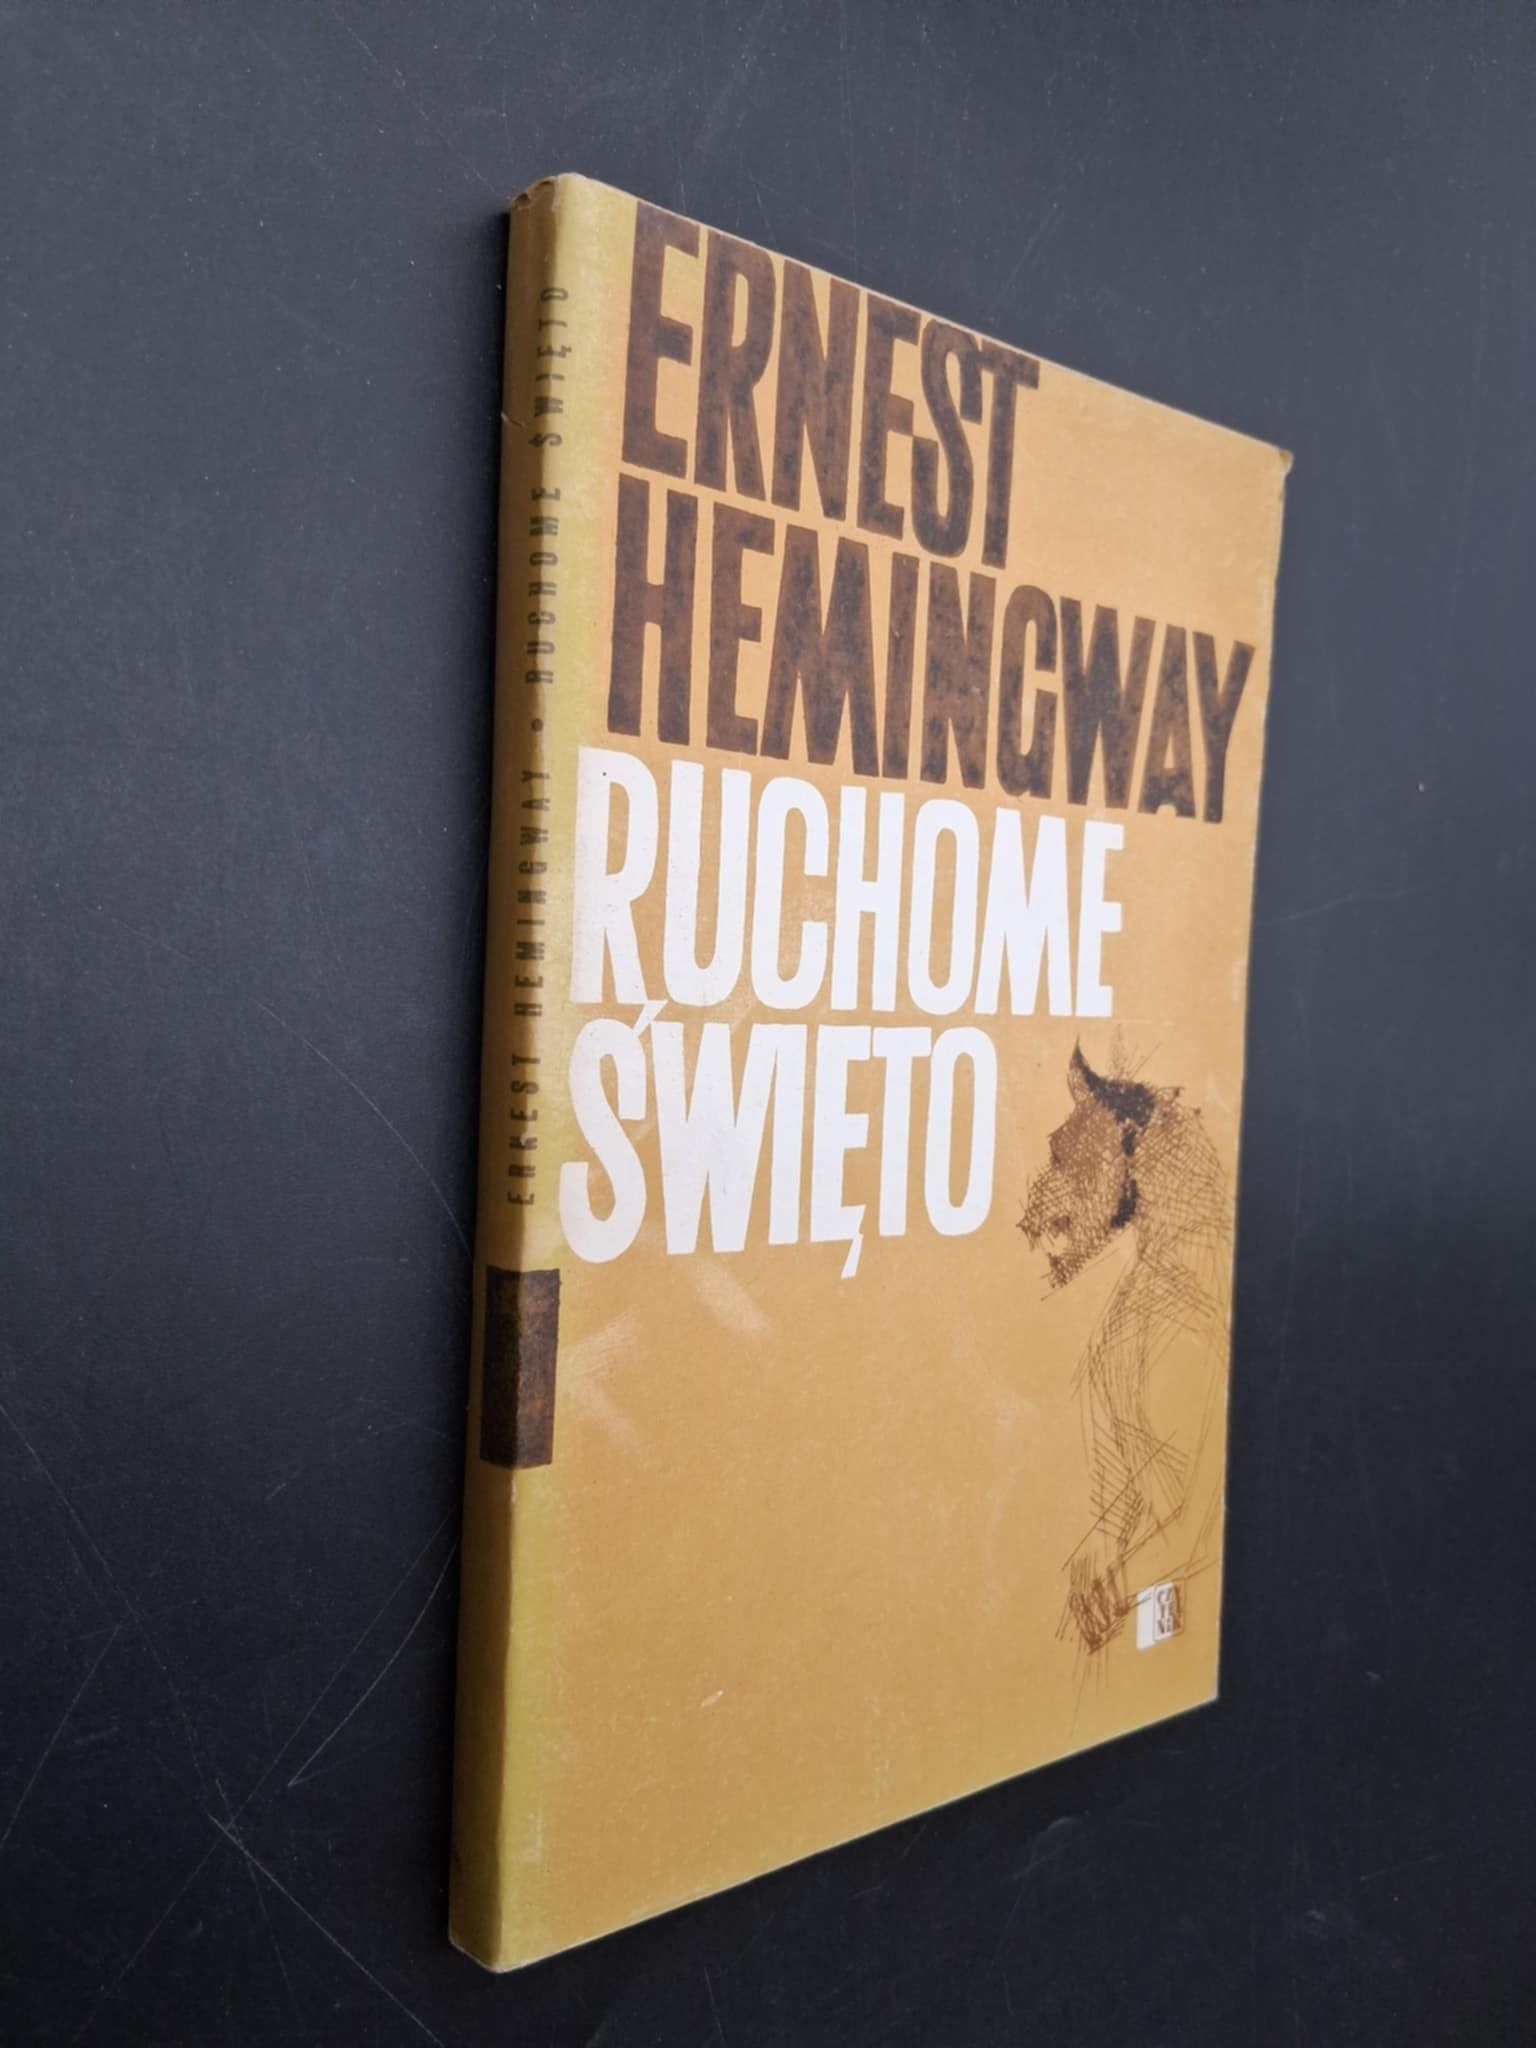 ERNEST
HEMINGWAY
RUCHOME
ŚWIĘTO
ERNEST HEMINGWAY • RUCHOME ŚWIĘTO